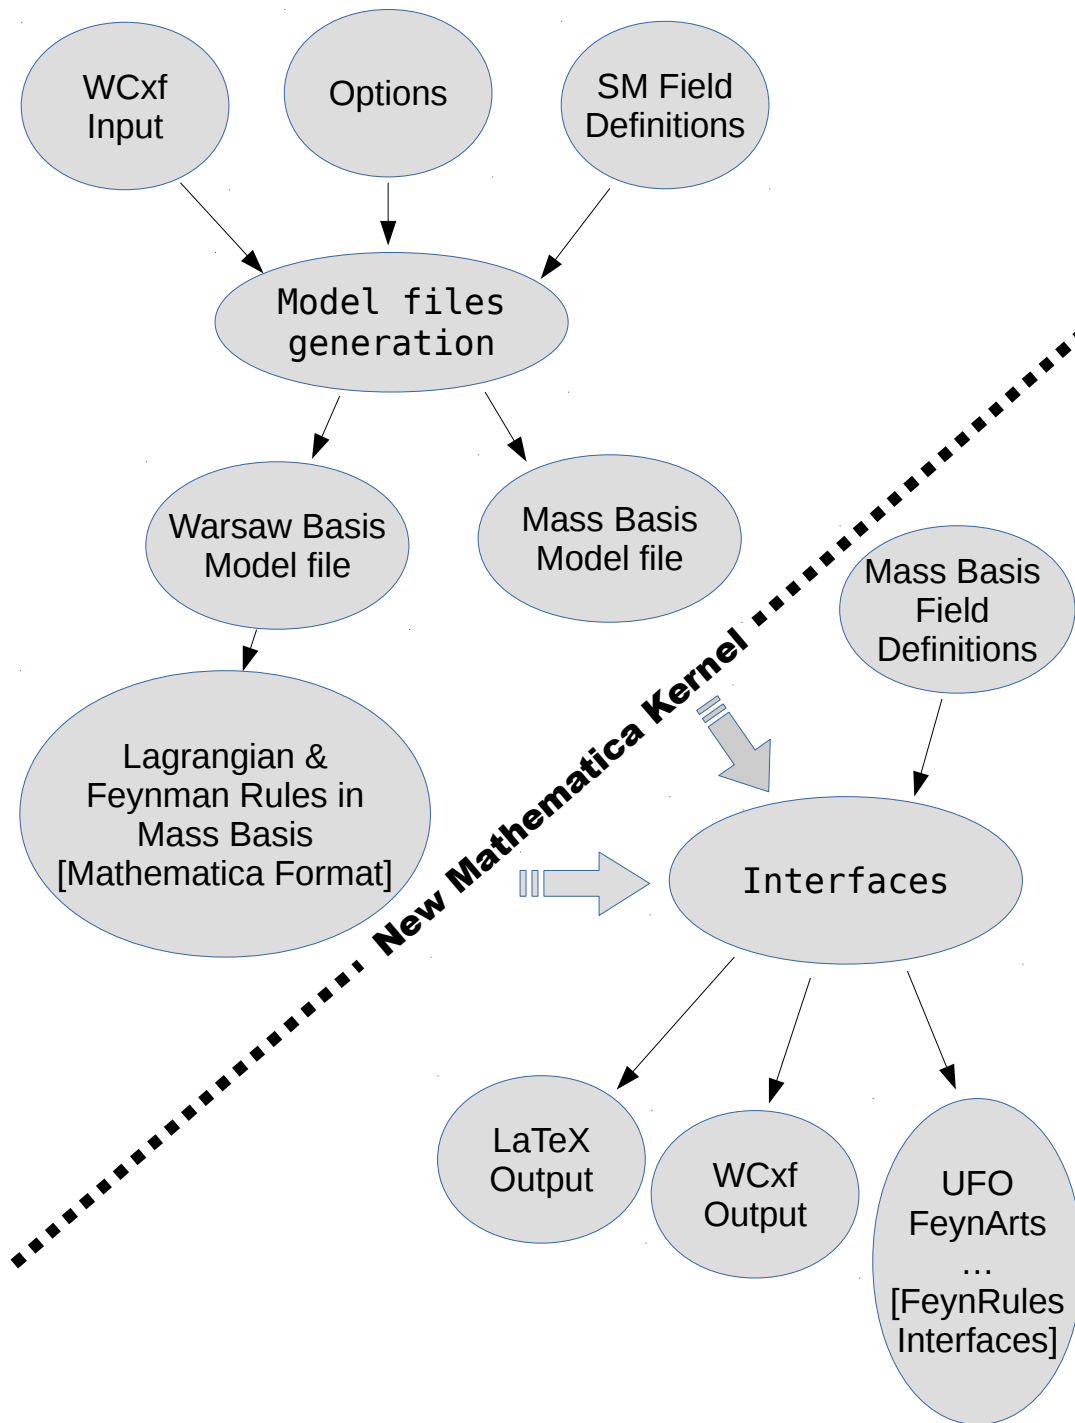 WCxf
Input
Options
SM Field
Definitions
Model files
generation
Warsaw Basis
Model file
Mass Basis
Model file
Mass Basis
Field
Definitions
New Mathematica Kernel
Lagrangian &
Feynman Rules in
Mass Basis
[Mathematica Format]
Interfaces
LaTeX
Output
WCxf
Output
UFO
FeynArts
...
[FeynRules
Interfaces]